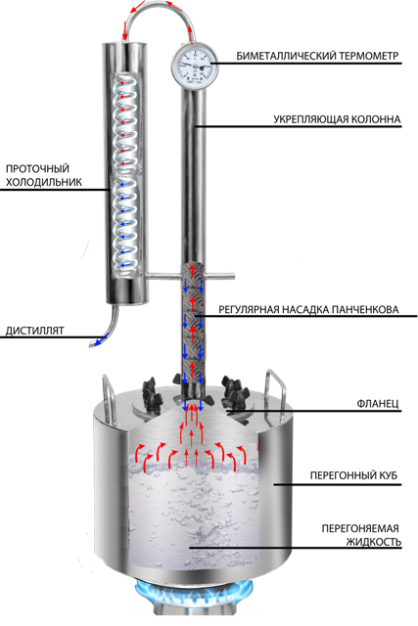 БИМЕТАЛЛИЧЕСКИЙ ТЕРМОМЕТР
УКРЕПЛЯЮЩАЯ КОЛОННА
ПРОТОЧНЫЙ
ХОЛОДИЛЬНИК
РЕГУЛЯРНАЯ НАСАДКА ПАНЧЕНКОВА
ДИСТИЛЛЯТ
ФЛАНЕЦ
ПЕРЕГОННЫЙ КУБ
ПЕРЕГОНЯЕМАЯ
ЖИДКОСТЬ